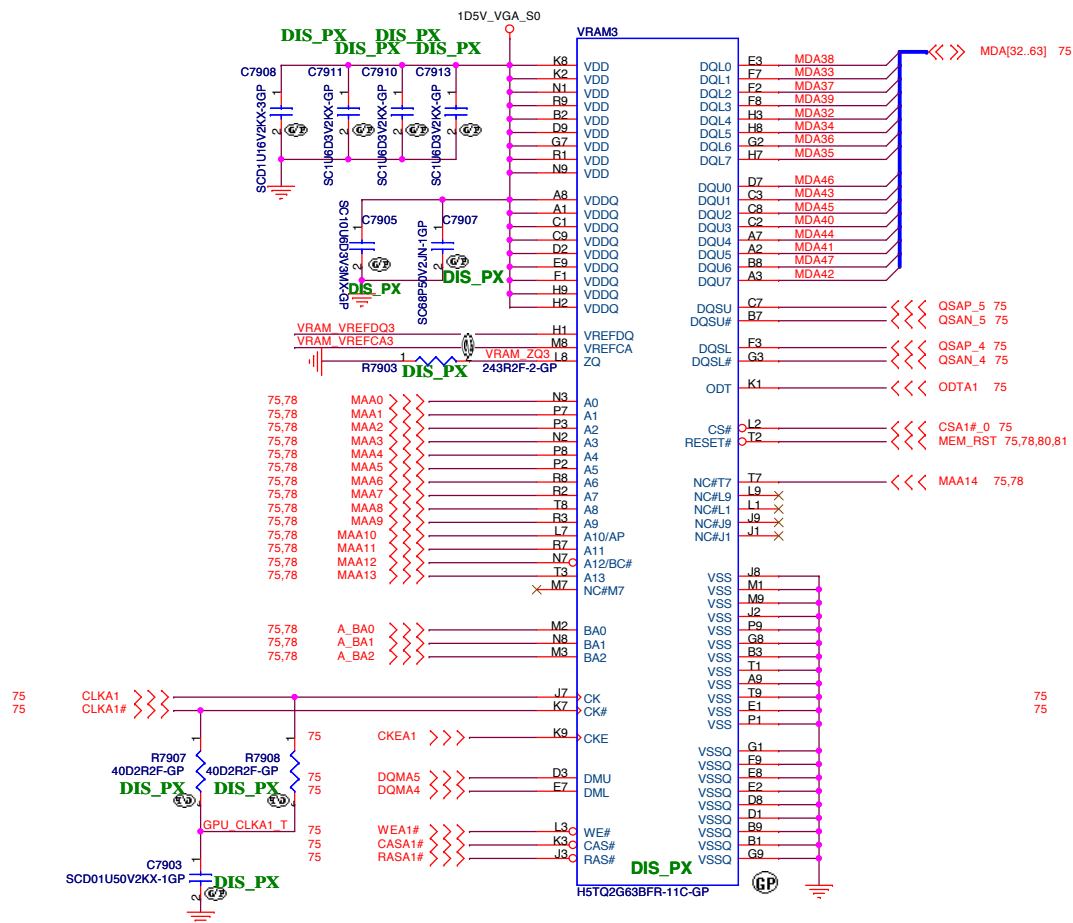 1D5V_VGA_S0
DIS_PX DIS_PX
DIS_PX DIS_PX
VRAM3
C7908 C7911 C7910 C7913
1 1 1 1
2 2 2 2
SCD1U16V2KX-3GP
SC1U6D3V2KX-GP
SC1U6D3V2KX-GP
SC1U6D3V2KX-GP
G/P G/P G/P G/P
K8 VDD
K2 VDD
N1 VDD
R9 VDD
B2 VDD
D9 VDD
G7 VDD
R1 VDD
N9 VDD
A8 VDDQ
A1 VDDQ
C1 VDDQ
C9 VDDQ
D2 VDDQ
E9 VDDQ
F1 VDDQ
H9 VDDQ
H2 VDDQ
C7905 C7907
1 1
2 2
SC10U6D3V3MX-GP
SC68P50V2JN-1GP
G/P G/P
DIS_PX DIS_PX
VRAM_VREFDQ3 H1 VREFDQ
VRAM_VREFCA3 M8 VREFCA
1 VRAM_ZQ3 L8 ZQ
R7903 DIS_PX 243R2F-2-GP
75,78 MAA0 N3 A0
75,78 MAA1 P7 A1
75,78 MAA2 P3 A2
75,78 MAA3 N2 A3
75,78 MAA4 P8 A4
75,78 MAA5 P2 A5
75,78 MAA6 R8 A6
75,78 MAA7 R2 A7
75,78 MAA8 T8 A8
75,78 MAA9 R3 A9
75,78 MAA10 L7 A10/AP
75,78 MAA11 R7 A11
75,78 MAA12 N7 A12/BC#
75,78 MAA13 T3 A13
M7 NC#M7
75,78 A_BA0 M2 BA0
75,78 A_BA1 N8 BA1
75,78 A_BA2 M3 BA2
75 CLKA1 J7 CK
75 CLKA1# K7 CK#
75 CKEA1 K9 CKE
1 1
R7907 R7908
40D2R2F-GP 40D2R2F-GP
DIS_PX DIS_PX
75 DQMA5 D3 DMU
75 DQMA4 E7 DML
GPU_CLKA1_T
75 WEA1# L3 WE#
75 CASA1# K3 CAS#
75 RASA1# J3 RAS#
C7903
1
SCD01U50V2KX-1GP
DIS_PX
2
G/P
DQL0 E3 MDA38
DQL1 F7 MDA33
DQL2 F2 MDA37
DQL3 F8 MDA39
DQL4 H3 MDA32
DQL5 H8 MDA34
DQL6 G2 MDA36
DQL7 H7 MDA35
MDA[32..63] 75
DQU0 D7 MDA46
DQU1 C3 MDA43
DQU2 C8 MDA45
DQU3 C2 MDA40
DQU4 A7 MDA44
DQU5 A2 MDA41
DQU6 B8 MDA47
DQU7 A3 MDA42
DQSU C7 QSAP_5 75
DQSU# B7 QSAN_5 75
DQSL F3 QSAP_4 75
DQSL# G3 QSAN_4 75
ODT K1 ODTA1 75
CS# L2 CSA1#_0 75
RESET# T2 MEM_RST 75,78,80,81
NC#T7 T7 MAA14 75,78
NC#L9 L9
NC#L1 L1
NC#J9 J9
NC#J1 J1
VSS J8
VSS M1
VSS M9
VSS J2
VSS P9
VSS G8
VSS B3
VSS T1
VSS A9
VSS T9 75
VSS E1 75
VSS P1
VSSQ G1
VSSQ F9
VSSQ E8
VSSQ E2
VSSQ D8
VSSQ D1
VSSQ B9
VSSQ B1
VSSQ G9
DIS_PX
GP
H5TQ2G63BFR-11C-GP